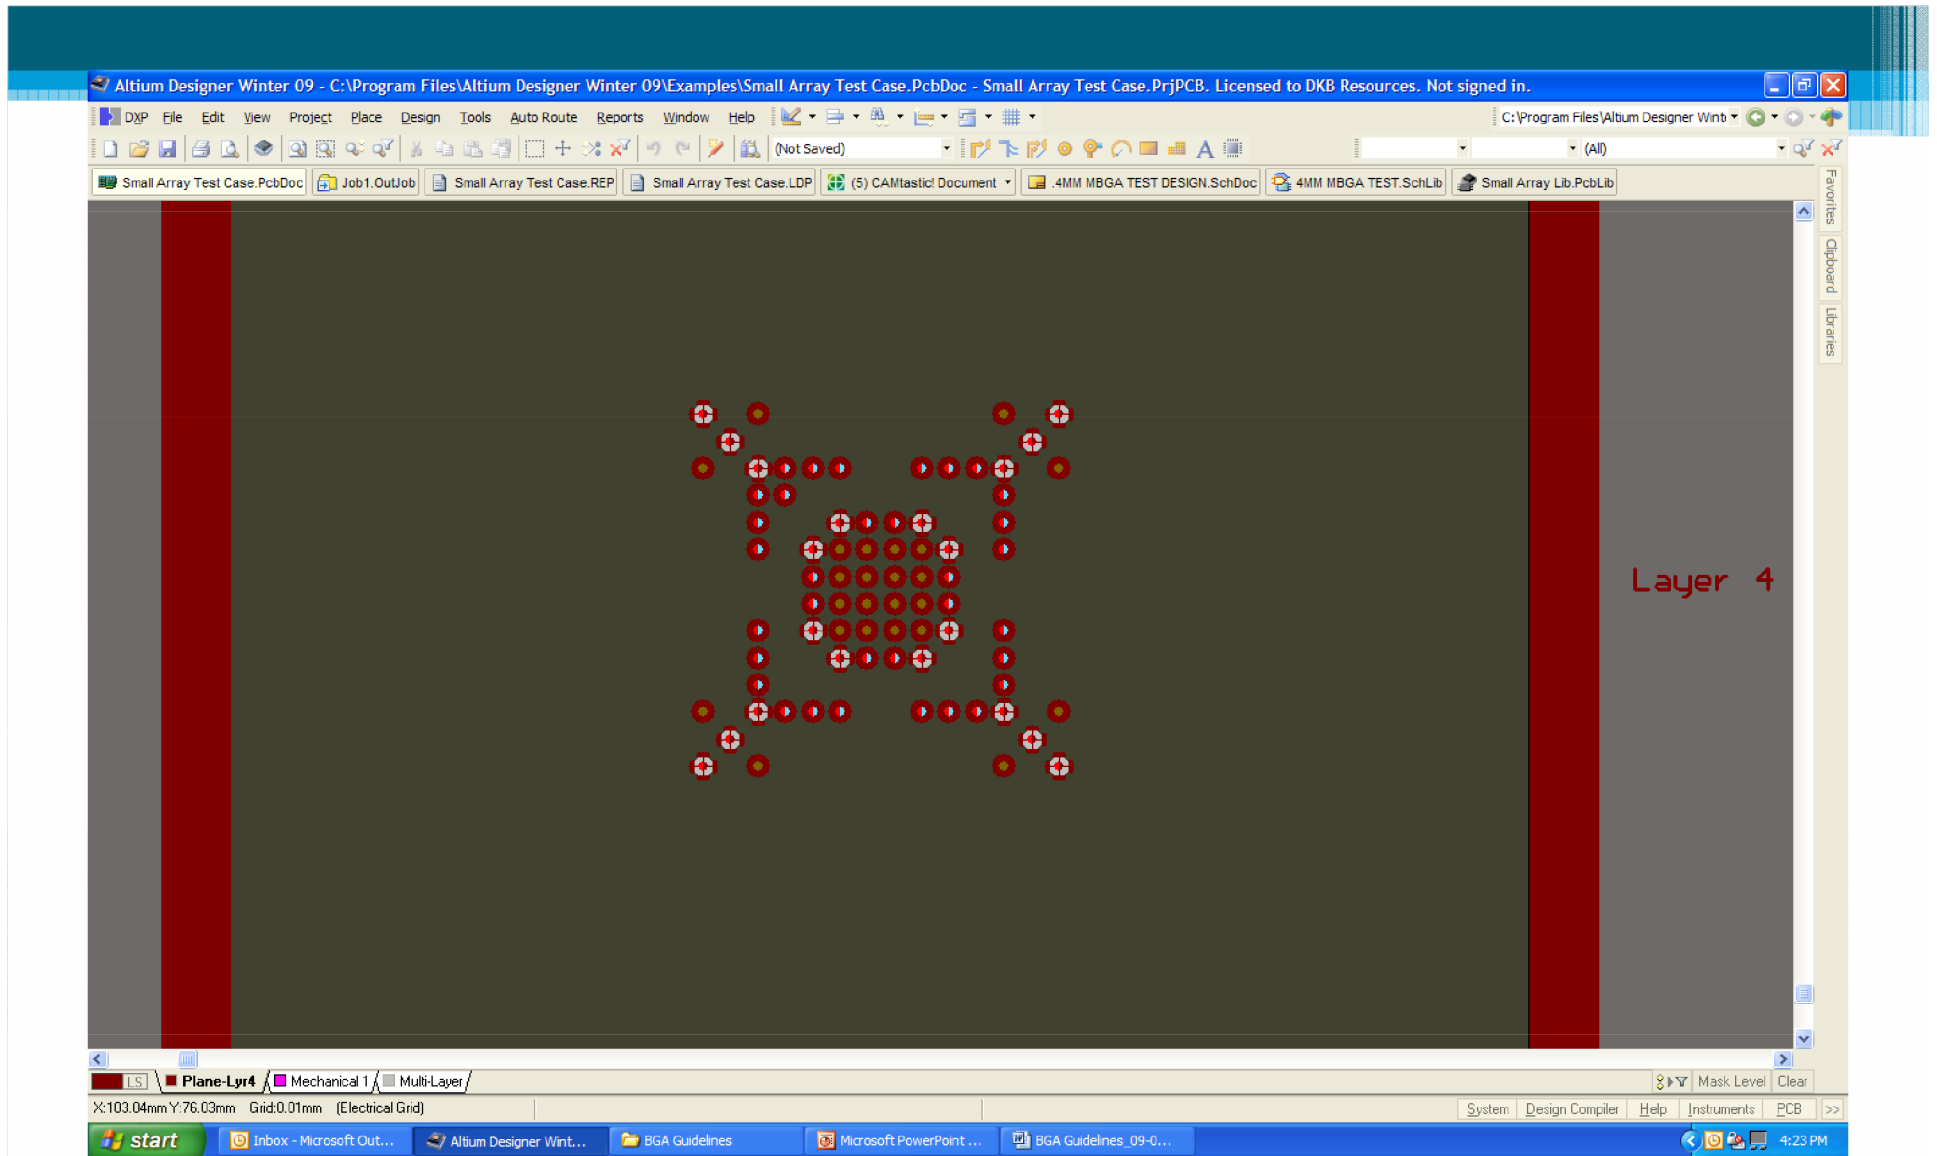 Altium Designer Winter 09 - C:\Program Files\Altium Designer Winter 09\Examples\Small Array Test Case.PcbDoc - Small Array Test Case.PrjPCB. Licensed to DKB Resources. Not signed in.
DXP File Edit View Project Place Design Tools Auto Route Reports Window Help C:\Program Files\Altium Designer Wint
(Not Saved) (All)
Small Array Test Case.PcbDoc Job1.OutJob Small Array Test Case.REP Small Array Test Case.LDP (5) CAMtastic! Document .4MM MBGA TEST DESIGN.SchDoc 4MM MBGA TEST.SchLib Small Array Lib.PcbLib
Favorites
Clipboard
Libraries
Layer 4
LS Plane-Lyr4 Mechanical 1 Multi-Layer Mask Level Clear
X:103.04mm Y:76.03mm Grid:0.01mm (Electrical Grid) System Design Compiler Help Instruments PCB >>
start Inbox - Microsoft Out... Altium Designer Wint... BGA Guidelines Microsoft PowerPoint ... BGA Guidelines_09-0... 4:23 PM